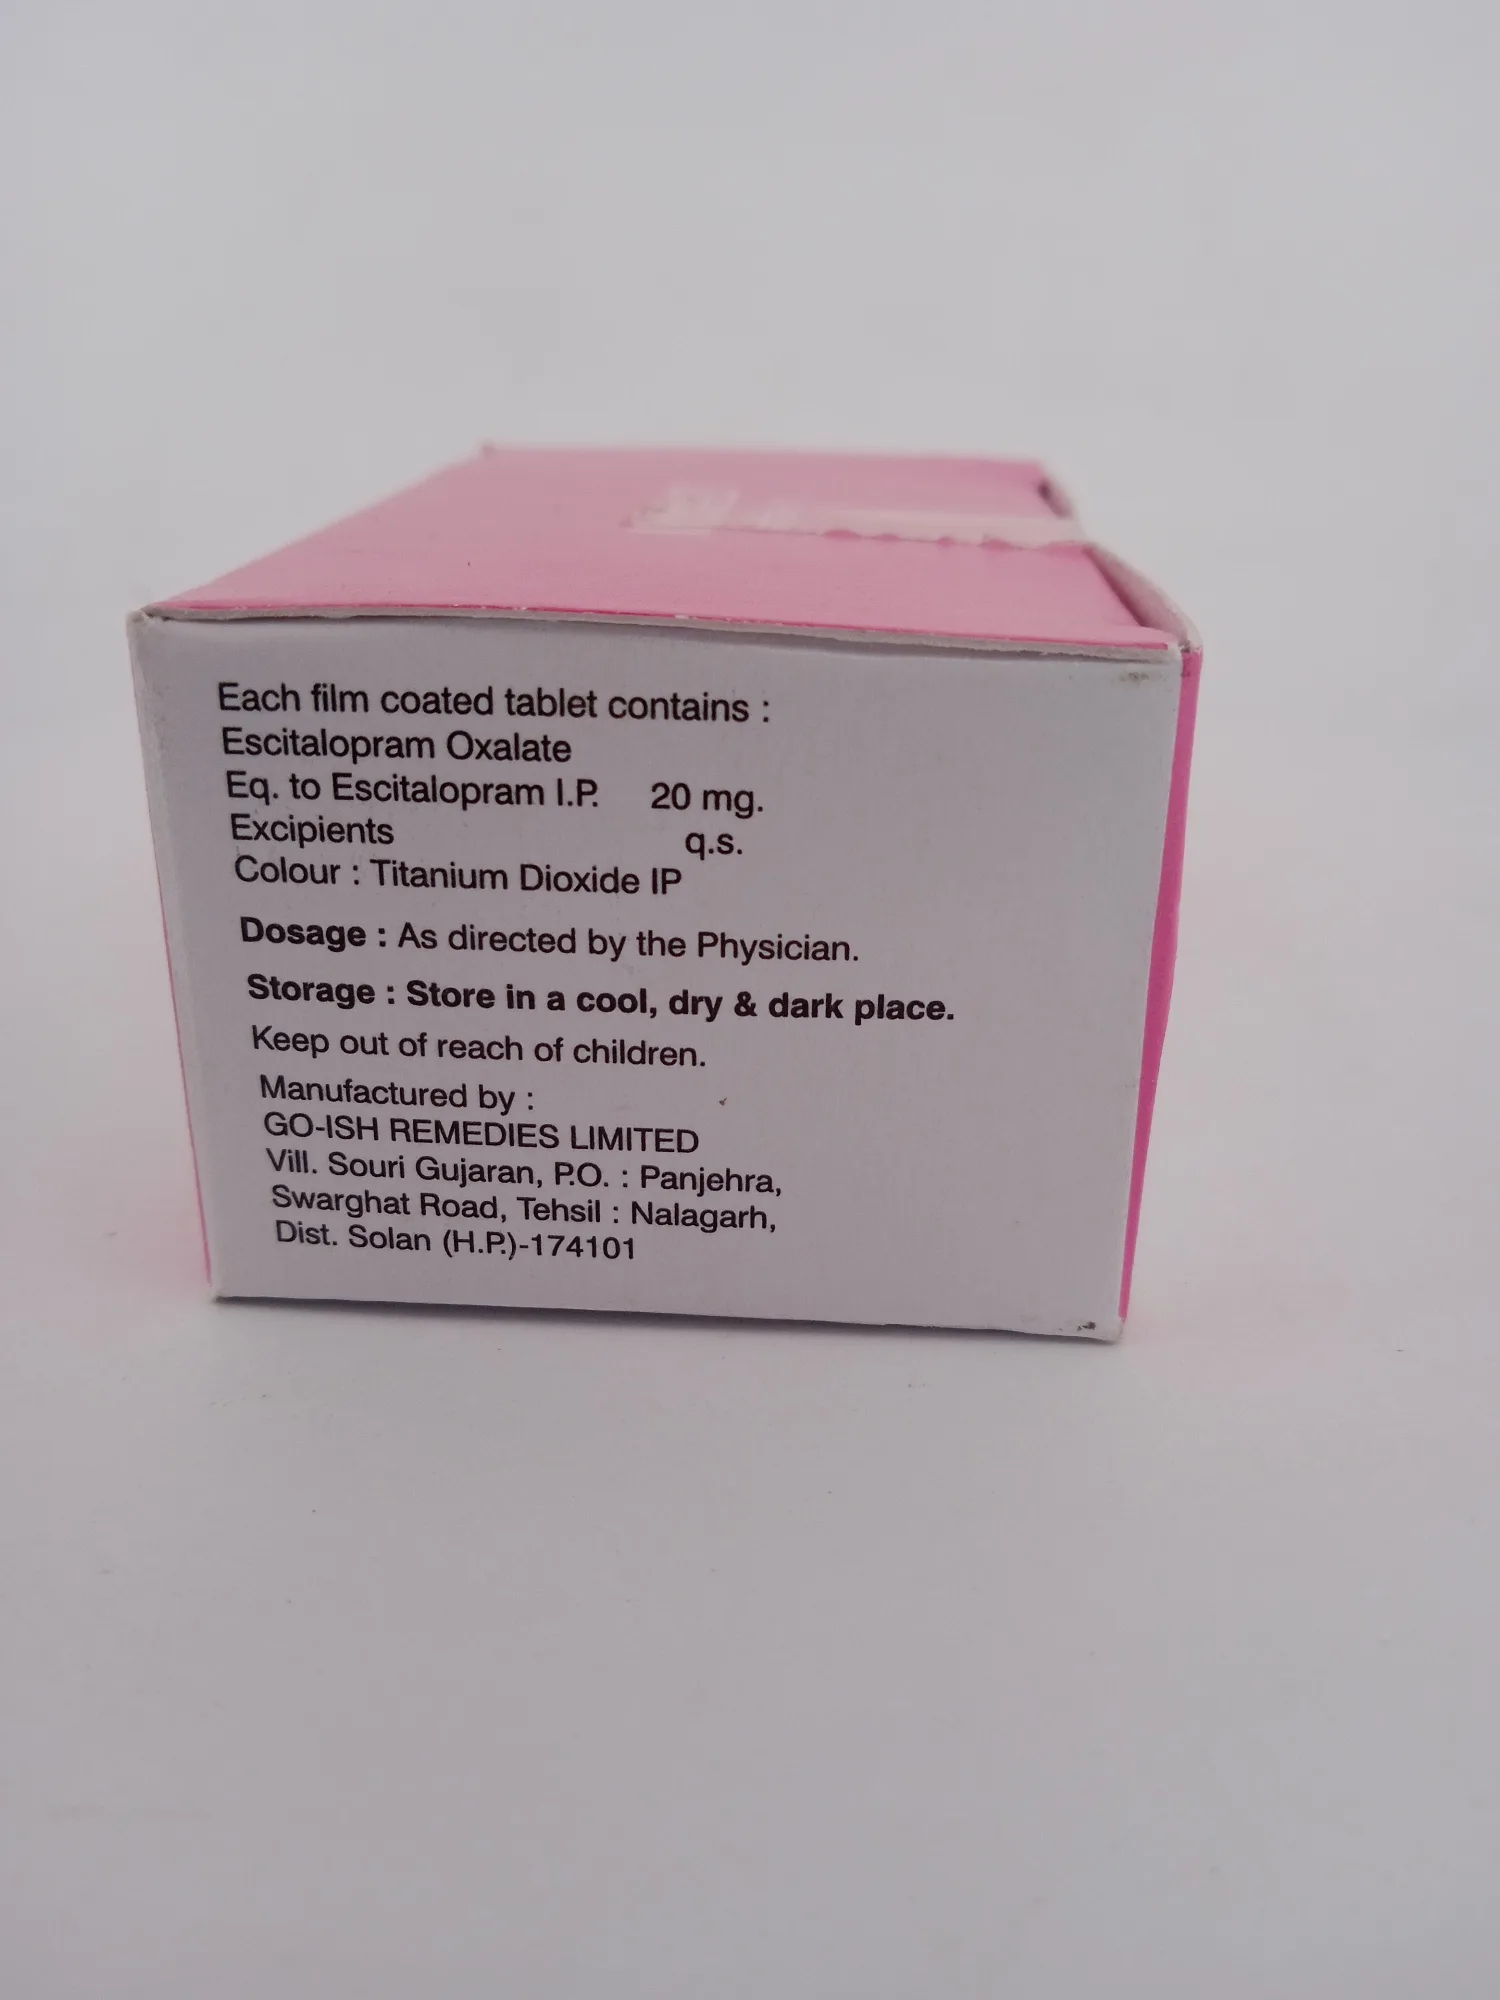 Each film coated tablet contains :
Escitalopram Oxalate
Eq. to Escitalopram I.P. 20 mg.
Excipients q.s.
Colour : Titanium Dioxide IP
Dosage : As directed by the Physician.
Storage : Store in a cool, dry & dark place.
Keep out of reach of children.
Manufactured by :
GO-ISH REMEDIES LIMITED
Vill. Souri Gujaran, P.O. : Panjehra,
Swarghat Road, Tehsil : Nalagarh,
Dist. Solan (H.P.)-174101